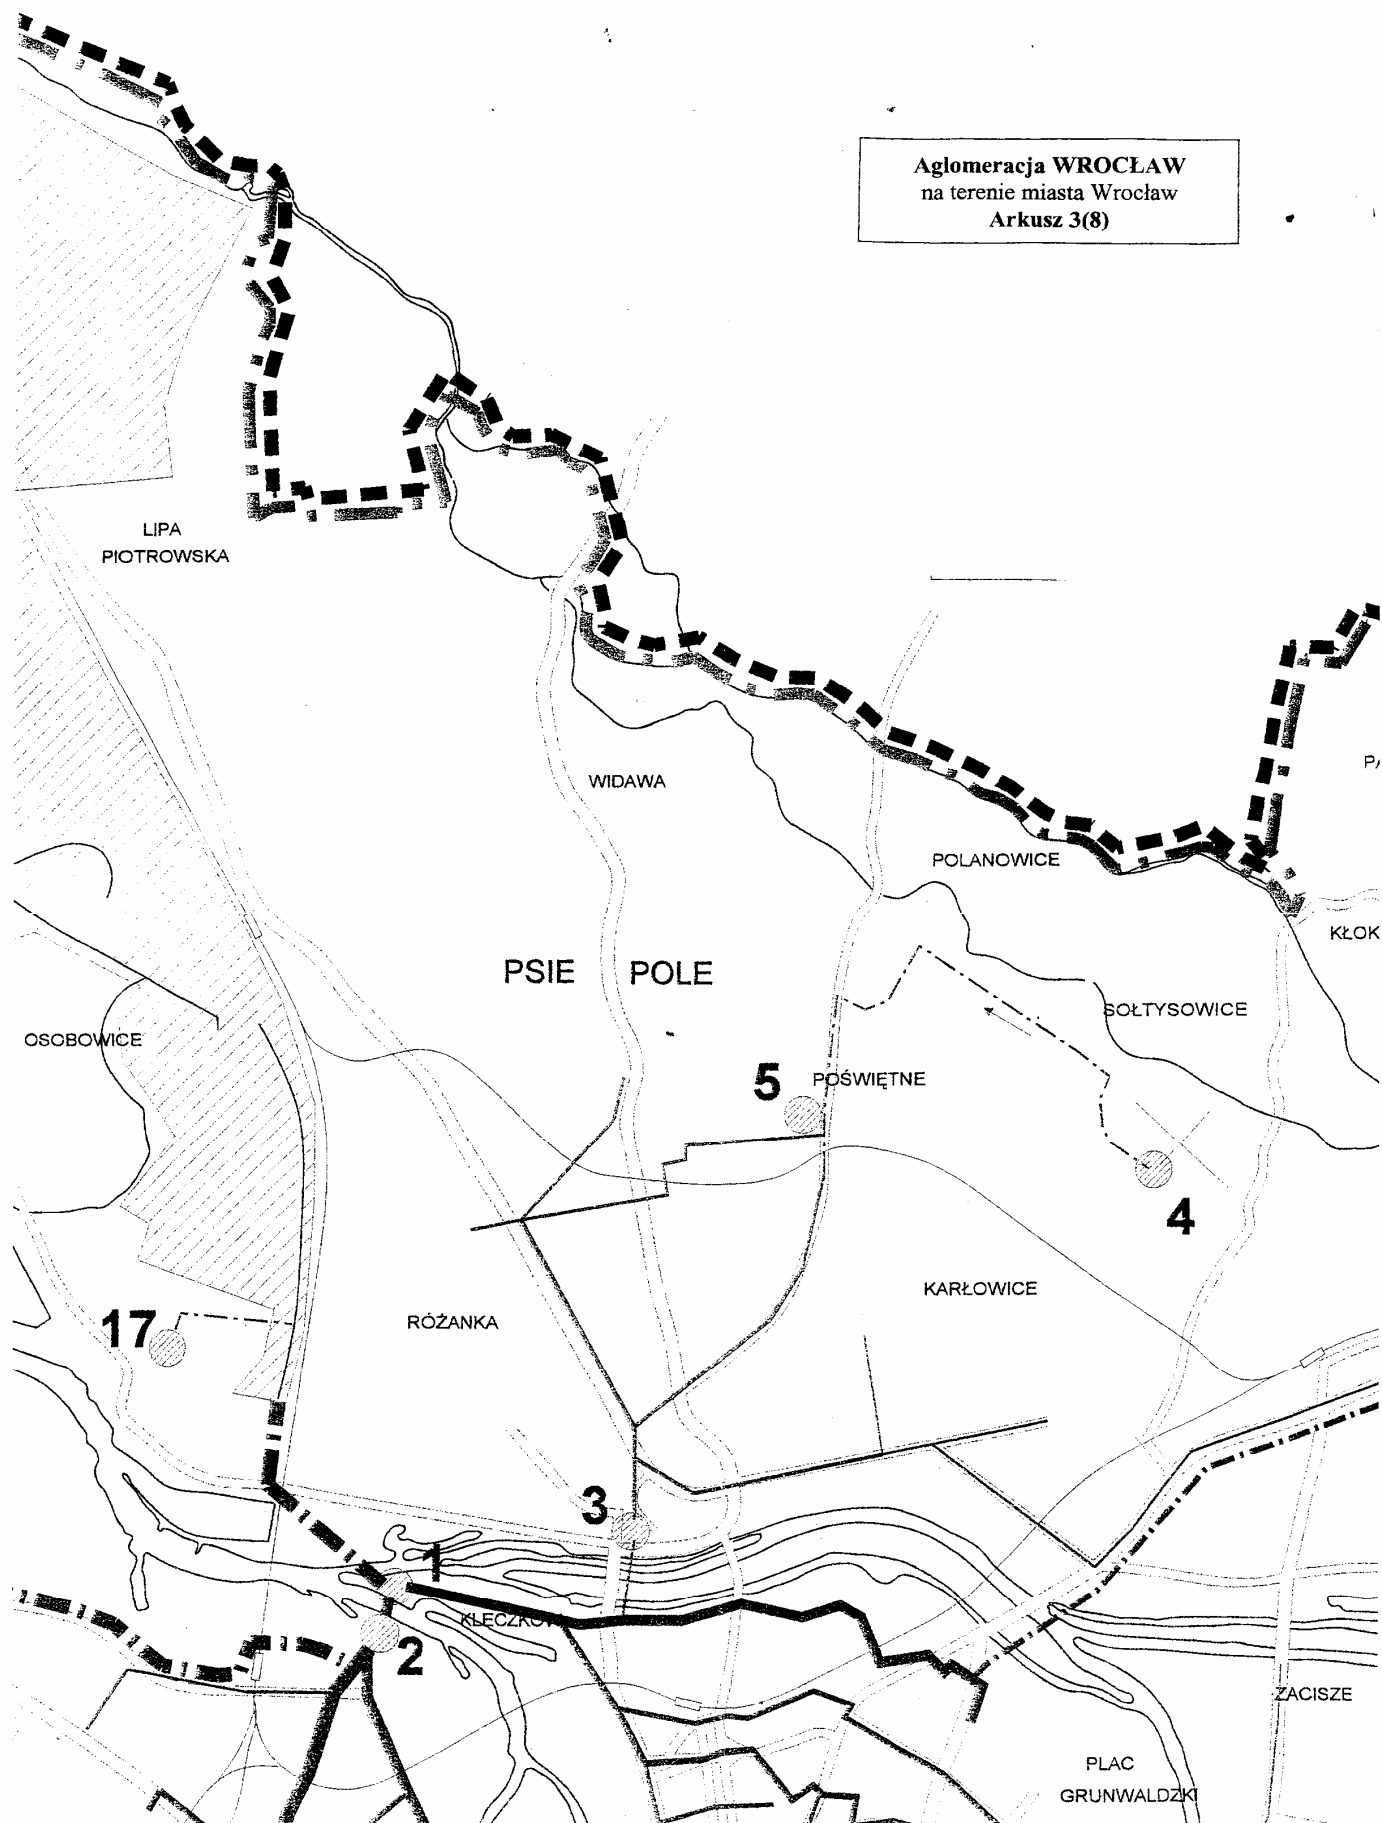 Aglomeracja WROCŁAW
na terenie miasta Wrocław
Arkusz 3(8)
LIPA
PIOTROWSKA
WIDAWA
POLANOWICE
KŁOK
PSIE POLE
SOŁTYSOWICE
OSOBOWICE
5
POŚWIĘTNE
4
KARŁOWICE
17
RÓŻANKA
3
1
KLECZKOW
2
ZACISZE
PLAC
GRUNWALDZKI